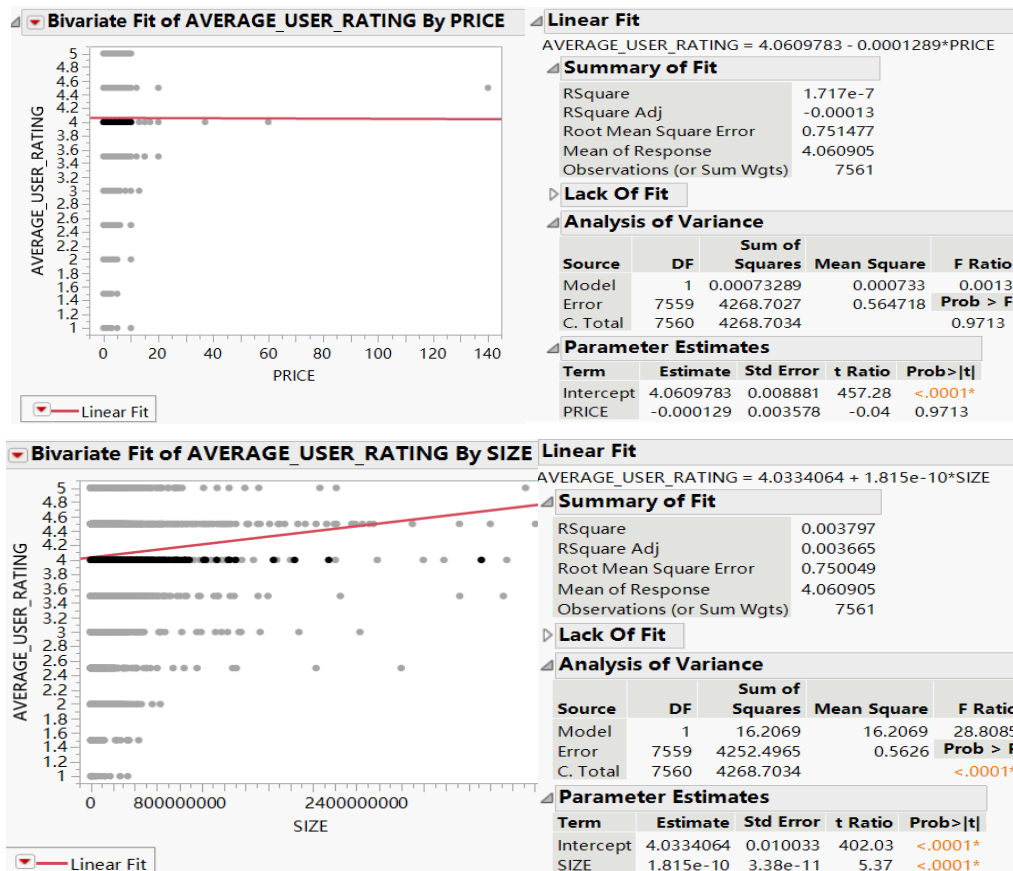 Bivariate Fit of AVERAGE_USER_RATING By PRICE
5
4.8
4.6
4.4
4.2
4
3.8
3.6
3.4
3.2
3
2.8
2.6
2.4
2.2
2
1.8
1.6
1.4
1.2
1
AVERAGE_USER_RATING
0 20 40 60 80 100 120 140
PRICE
Linear Fit
Linear Fit
AVERAGE_USER_RATING = 4.0609783 - 0.0001289*PRICE
Summary of Fit
RSquare 1.717e-7
RSquare Adj -0.00013
Root Mean Square Error 0.751477
Mean of Response 4.060905
Observations (or Sum Wgts) 7561
Lack Of Fit
Analysis of Variance
Sum of
Source DF Squares Mean Square F Ratio
Model 1 0.00073289 0.000733 0.0013
Error 7559 4268.7027 0.564718 Prob > F
C. Total 7560 4268.7034 0.9713
Parameter Estimates
Term Estimate Std Error t Ratio Prob>|t|
Intercept 4.0609783 0.008881 457.28 <.0001*
PRICE -0.000129 0.003578 -0.04 0.9713
Bivariate Fit of AVERAGE_USER_RATING By SIZE
5
4.8
4.6
4.4
4.2
4
3.8
3.6
3.4
3.2
3
2.8
2.6
2.4
2.2
2
1.8
1.6
1.4
1.2
1
AVERAGE_USER_RATING
0 800000000 2400000000
SIZE
Linear Fit
Linear Fit
AVERAGE_USER_RATING = 4.0334064 + 1.815e-10*SIZE
Summary of Fit
RSquare 0.003797
RSquare Adj 0.003665
Root Mean Square Error 0.750049
Mean of Response 4.060905
Observations (or Sum Wgts) 7561
Lack Of Fit
Analysis of Variance
Sum of
Source DF Squares Mean Square F Ratio
Model 1 16.2069 16.2069 28.8085
Error 7559 4252.4965 0.5626 Prob > F
C. Total 7560 4268.7034 <.0001*
Parameter Estimates
Term Estimate Std Error t Ratio Prob>|t|
Intercept 4.0334064 0.010033 402.03 <.0001*
SIZE 1.815e-10 3.38e-11 5.37 <.0001*